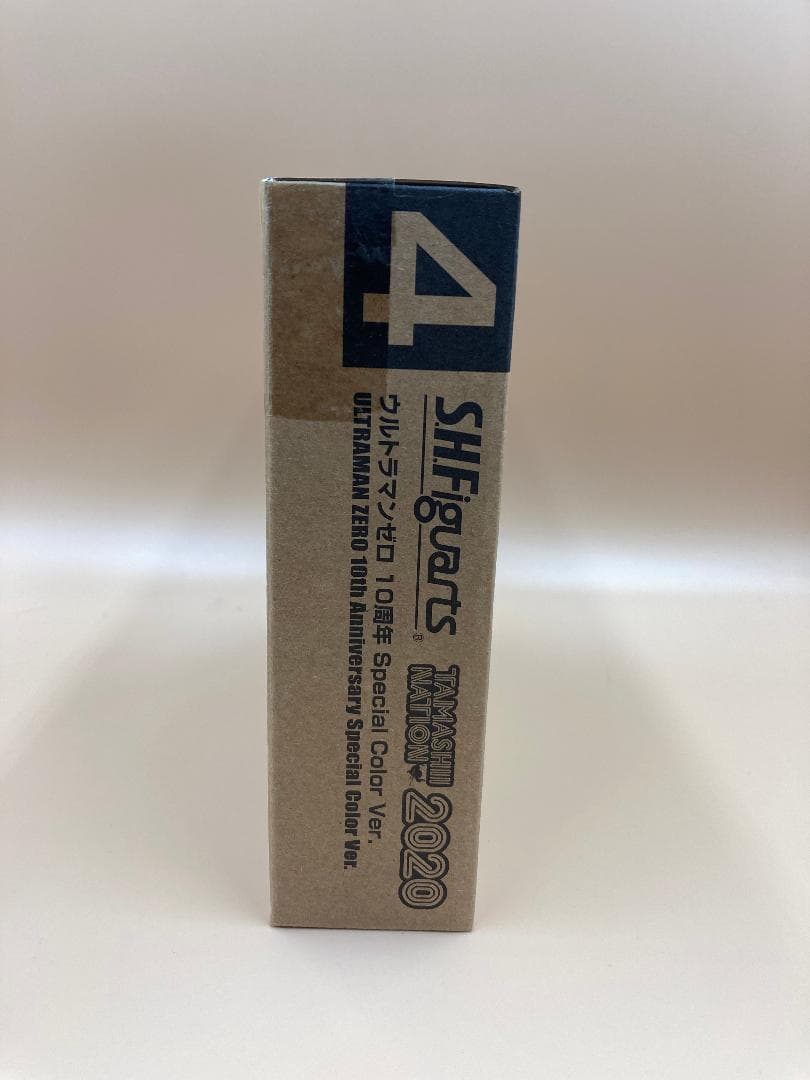 4
S.H.Figuarts®
TAMASHII
NATION
2020
ウルトラマンゼロ 10周年 Special Color Ver.
ULTRAMAN ZERO 10th Anniversary Special Color Ver.